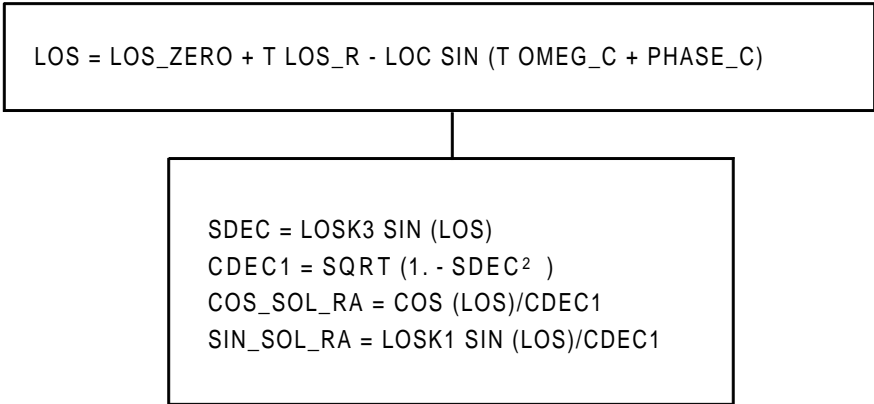 LOS = LOS_ZERO + T LOS_R - LOC SIN (T OMEG_C + PHASE_C)
SDEC = LOSK3 SIN (LOS)
CDEC1 = SQRT (1. - SDEC² )
COS_SOL_RA = COS (LOS)/CDEC1
SIN_SOL_RA = LOSK1 SIN (LOS)/CDEC1